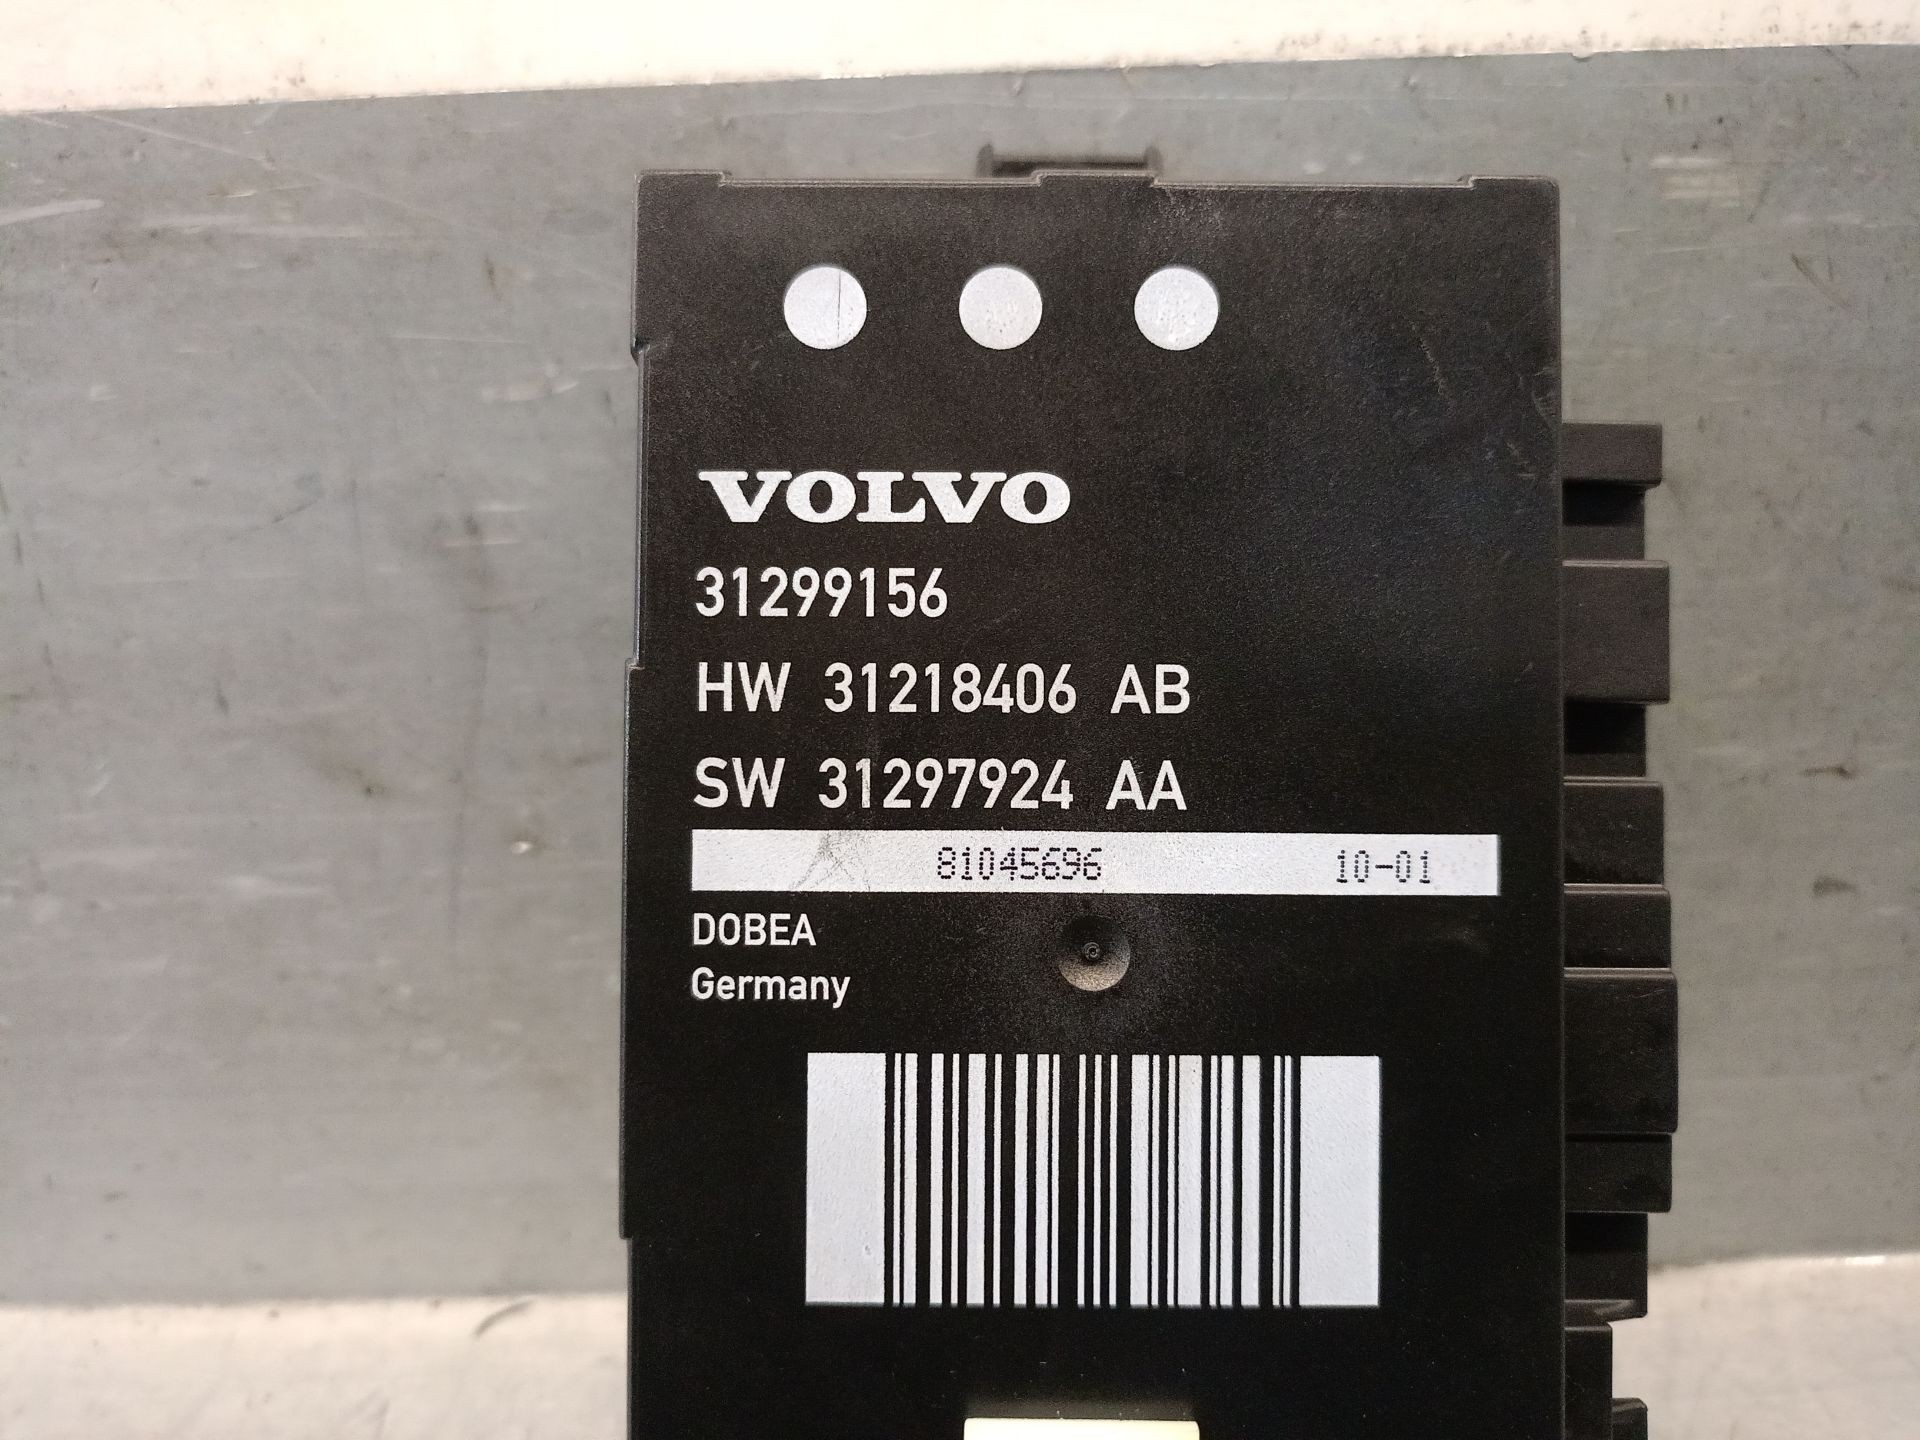 VOLVO
31299156
HW 31218406 AB
SW 31297924 AA
81045696 10-01
DOBEA
Germany